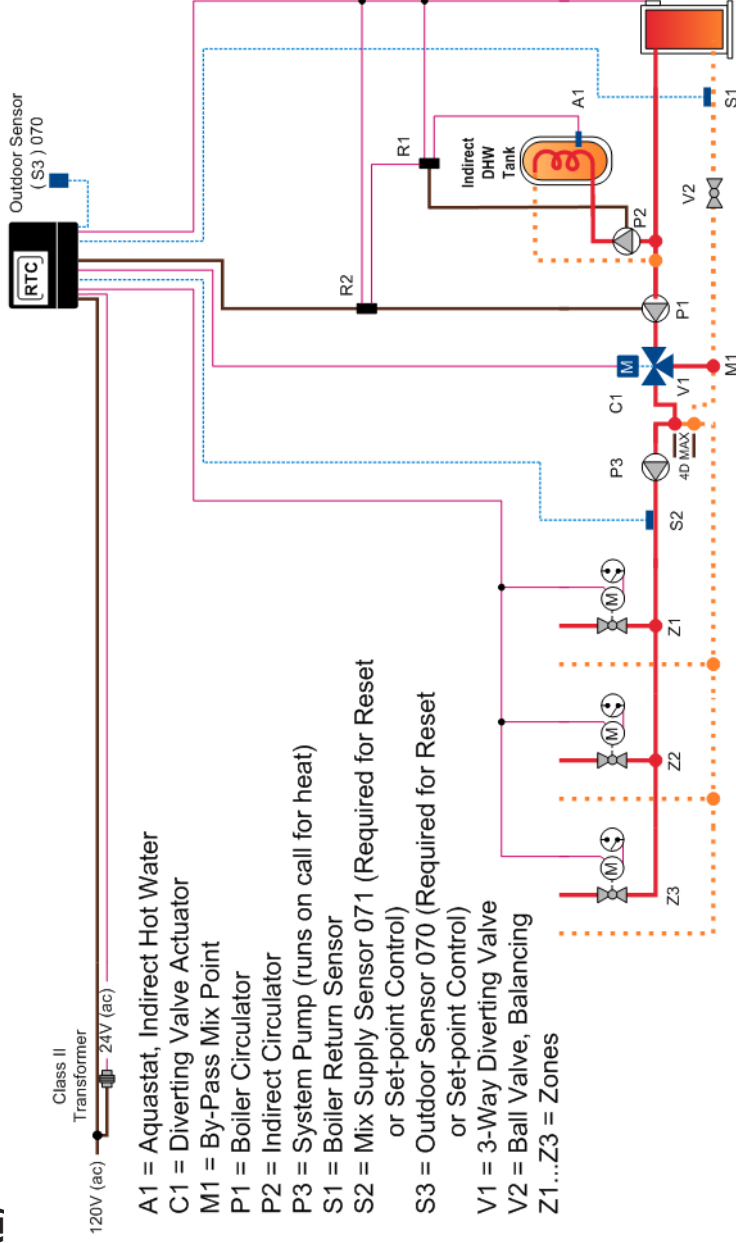 Outdoor Sensor
( S3 ) 070
RTC
Class II
Transformer
120V (ac)
24V (ac)
R2
R1
A1
Indirect
DHW
Tank
P2
P1
V2
S1
M
C1
V1
M1
P3
4D MAX
S2
M
Z1
M
Z2
M
Z3
A1 = Aquastat, Indirect Hot Water
C1 = Diverting Valve Actuator
M1 = By-Pass Mix Point
P1 = Boiler Circulator
P2 = Indirect Circulator
P3 = System Pump (runs on call for heat)
S1 = Boiler Return Sensor
S2 = Mix Supply Sensor 071 (Required for Reset
or Set-point Control)
S3 = Outdoor Sensor 070 (Required for Reset
or Set-point Control)
V1 = 3-Way Diverting Valve
V2 = Ball Valve, Balancing
Z1...Z3 = Zones